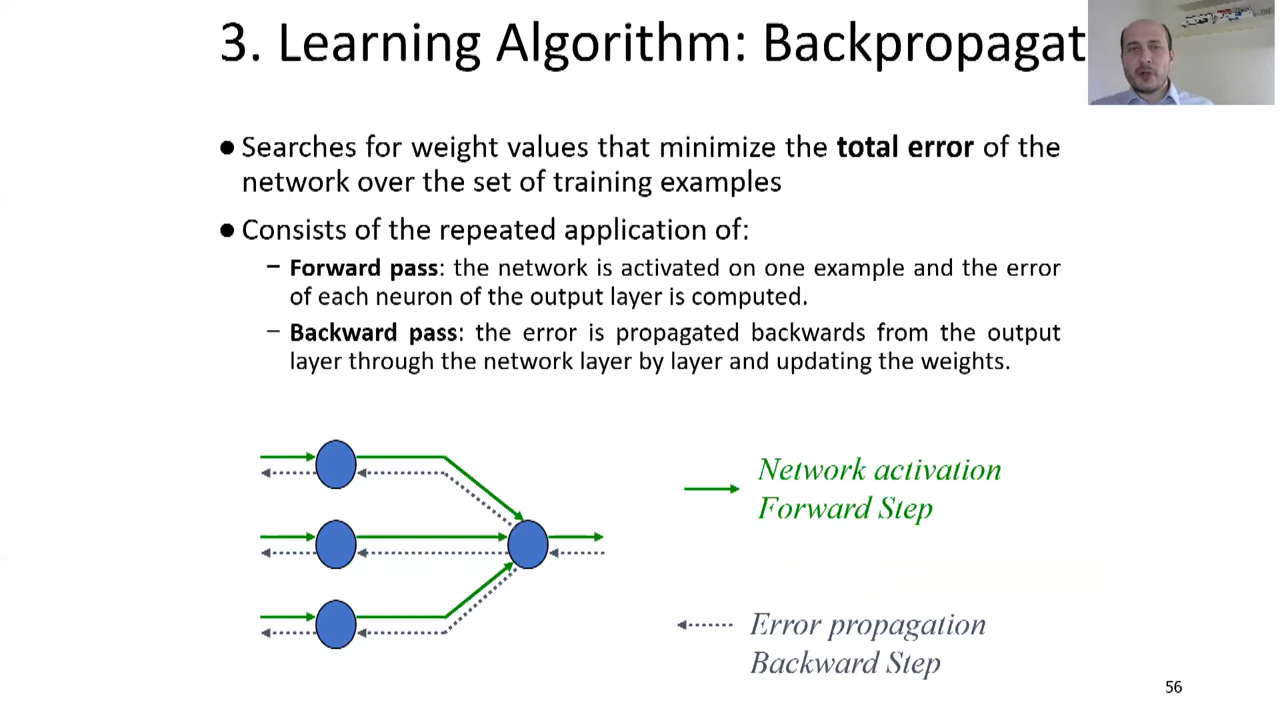 3. Learning Algorithm: Backpropagat
● Searches for weight values that minimize the total error of the
network over the set of training examples
● Consists of the repeated application of:
– Forward pass: the network is activated on one example and the error
of each neuron of the output layer is computed.
– Backward pass: the error is propagated backwards from the output
layer through the network layer by layer and updating the weights.
Network activation
Forward Step
Error propagation
Backward Step
56